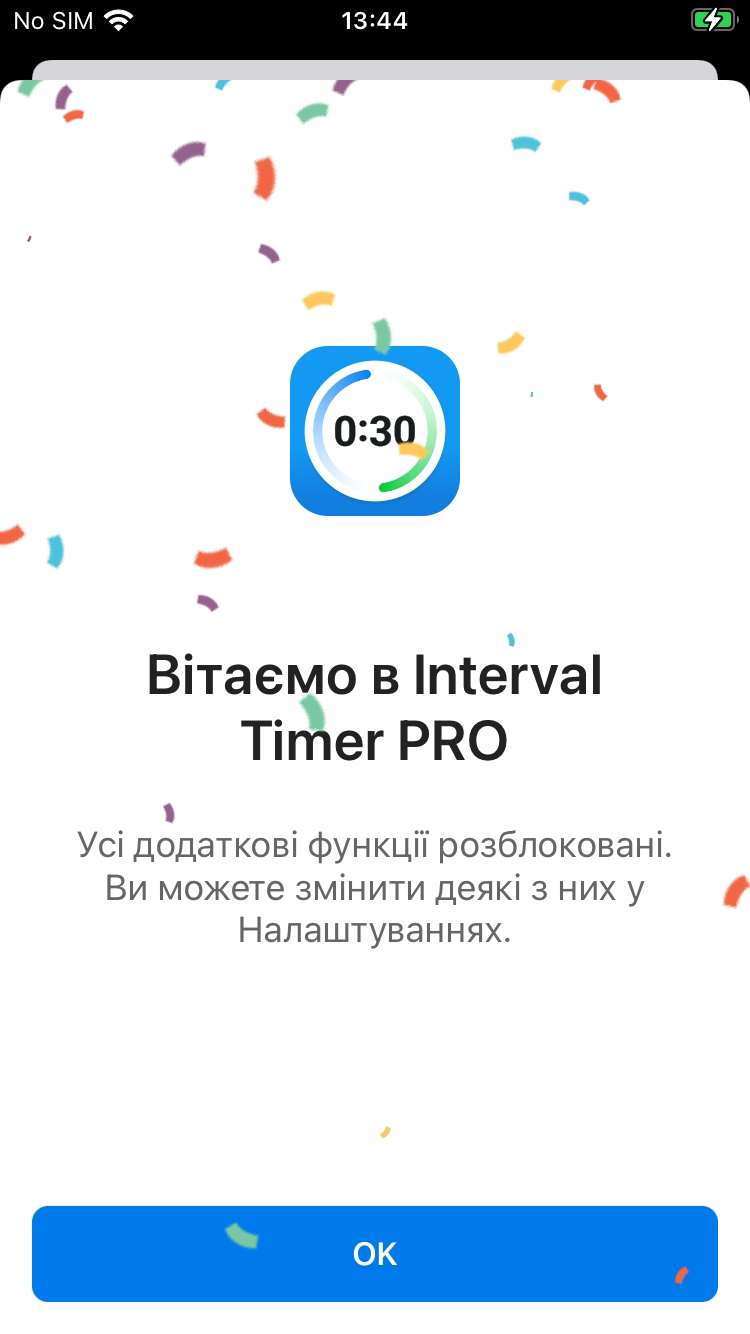 No SIM
13:44
0:30
Вітаємо в Interval
Timer PRO
Усі додаткові функції розблоковані.
Ви можете змінити деякі з них у
Налаштуваннях.
OK